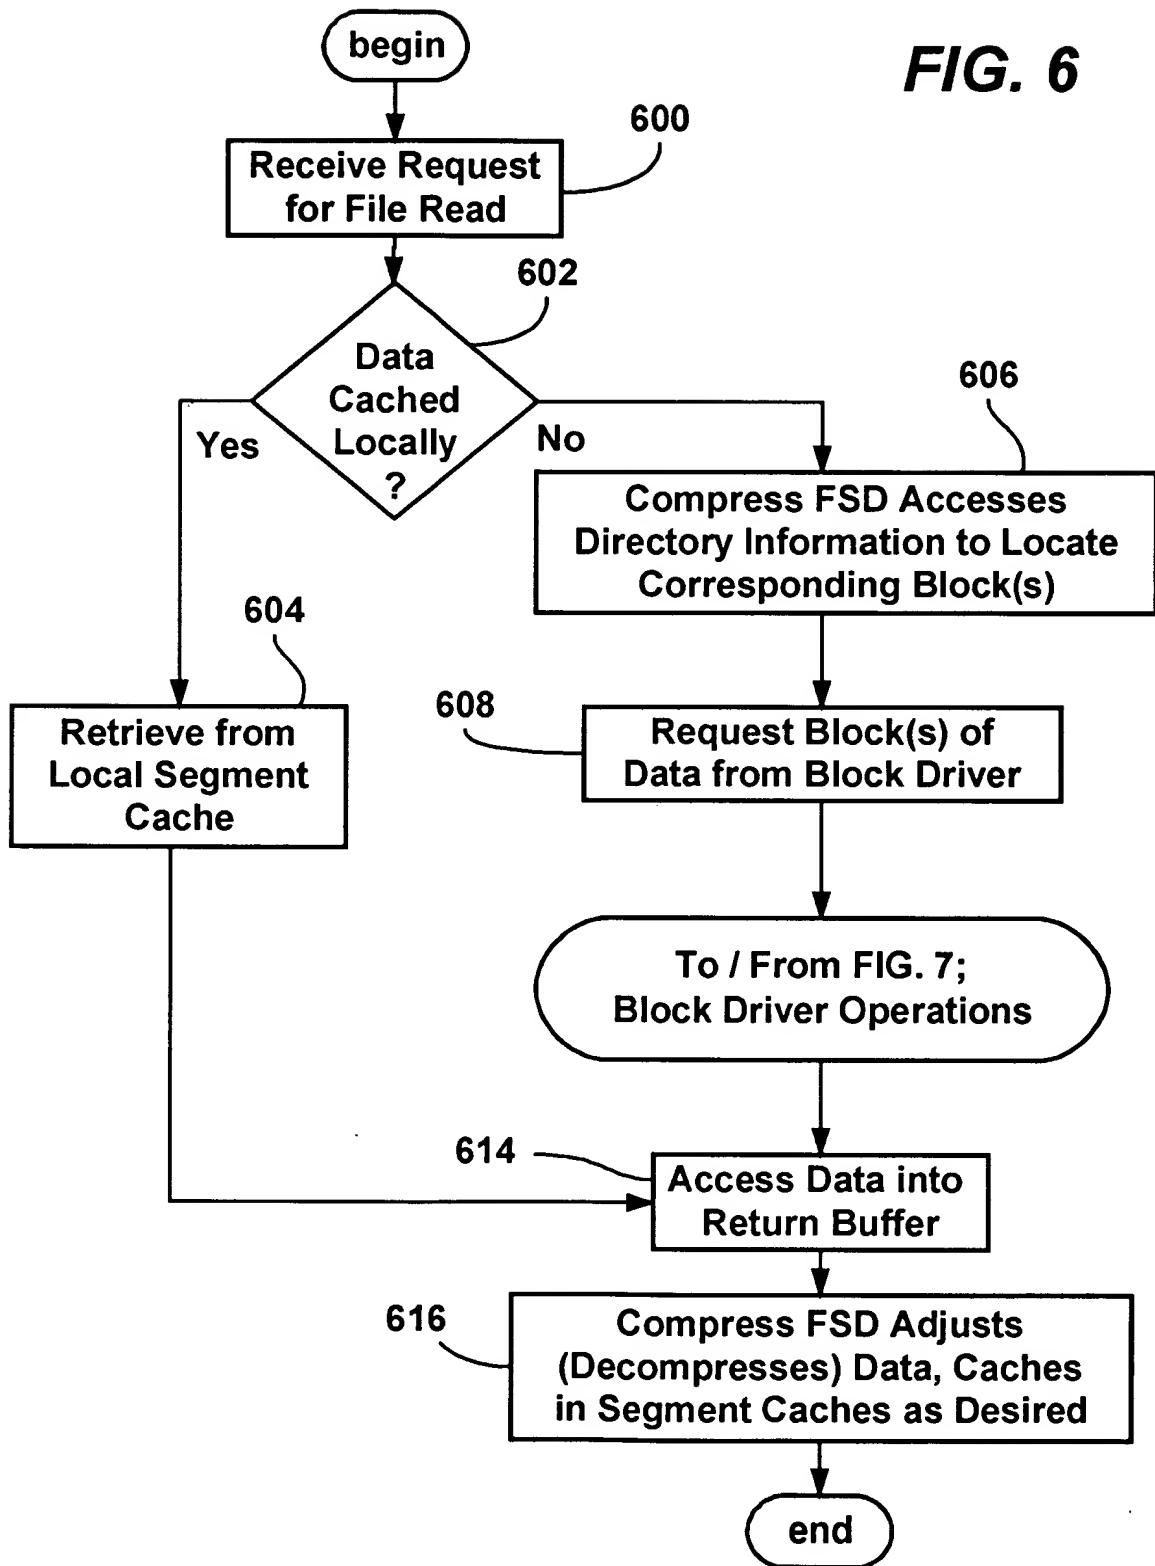 begin
FIG. 6
600
Receive Request
for File Read
602
Data
Cached
Locally
?
Yes
No
606
Compress FSD Accesses
Directory Information to Locate
Corresponding Block(s)
604
Retrieve from
Local Segment
Cache
608
Request Block(s) of
Data from Block Driver
To / From FIG. 7;
Block Driver Operations
614
Access Data into
Return Buffer
616
Compress FSD Adjusts
(Decompresses) Data, Caches
in Segment Caches as Desired
end